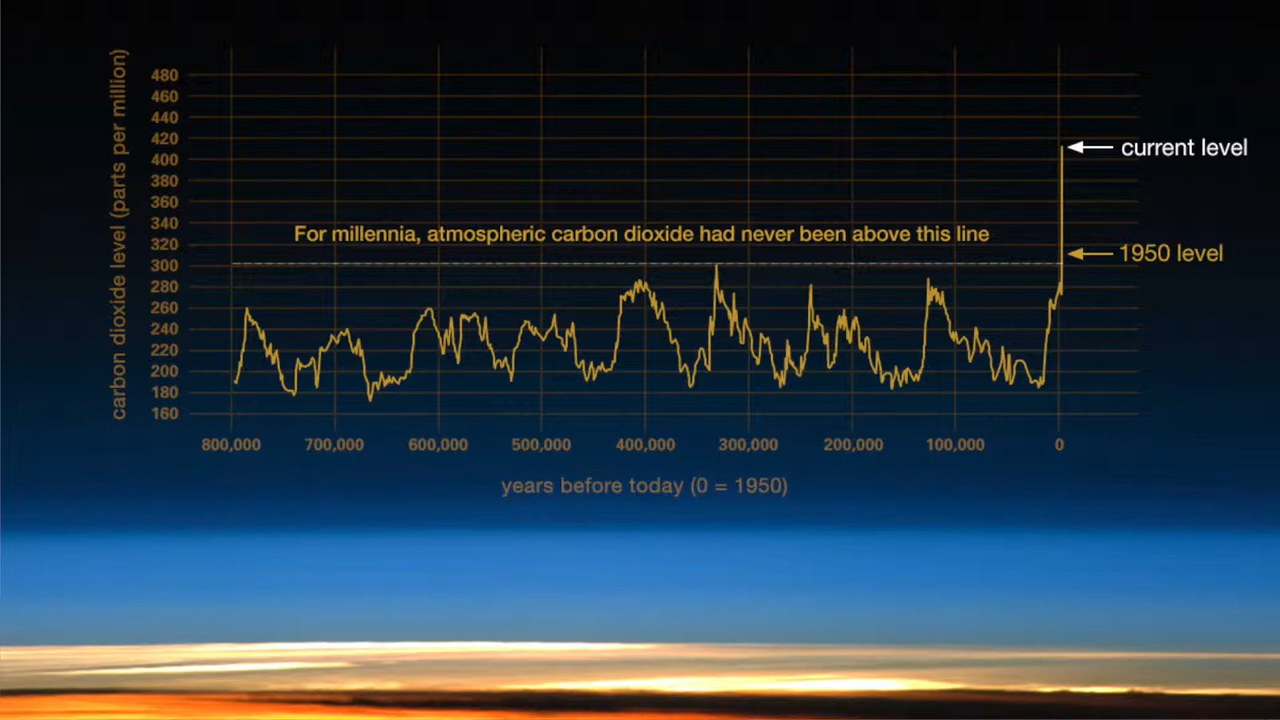 carbon dioxide level (parts per million)
480
460
440
420
400
380
360
340
320
300
280
260
240
220
200
180
160
For millennia, atmospheric carbon dioxide had never been above this line
current level
1950 level
800,000 700,000 600,000 500,000 400,000 300,000 200,000 100,000 0
years before today (0 = 1950)